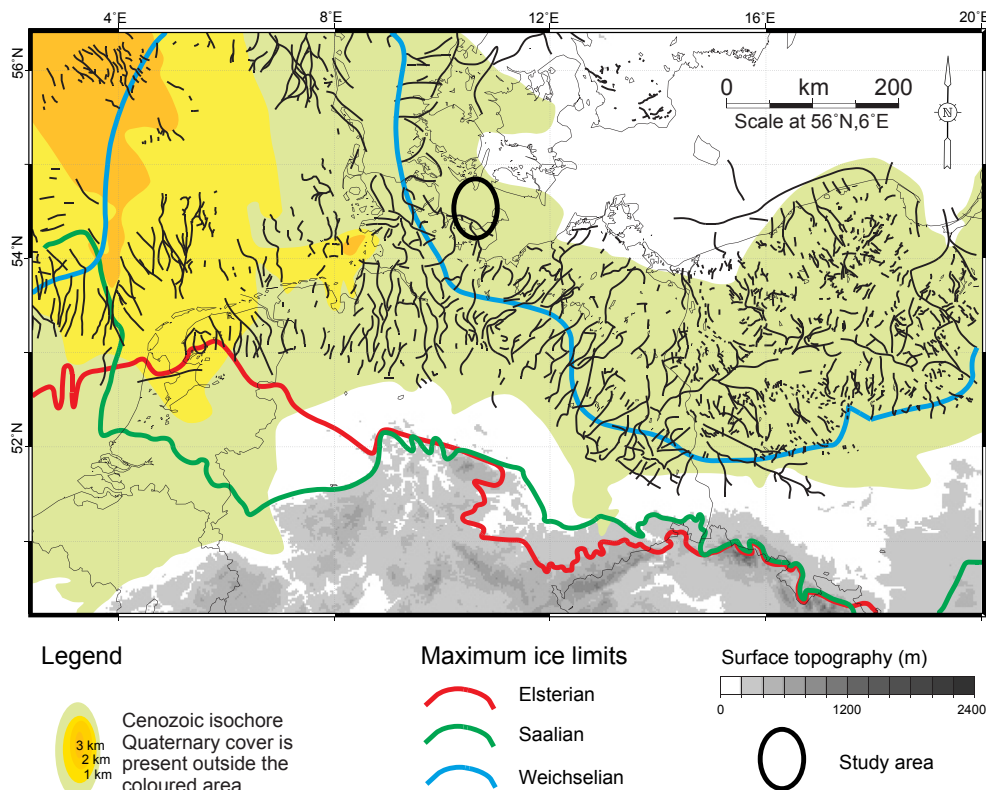 4˚E
8˚E
12˚E
16˚E
20˚E
56˚N
54˚N
52˚N
0 km 200
Scale at 56˚N,6˚E
N
Legend
3 km
2 km
1 km
Cenozoic isochore
Quaternary cover is
present outside the
coloured area
Maximum ice limits
Elsterian
Saalian
Weichselian
Surface topography (m)
0 1200 2400
Study area